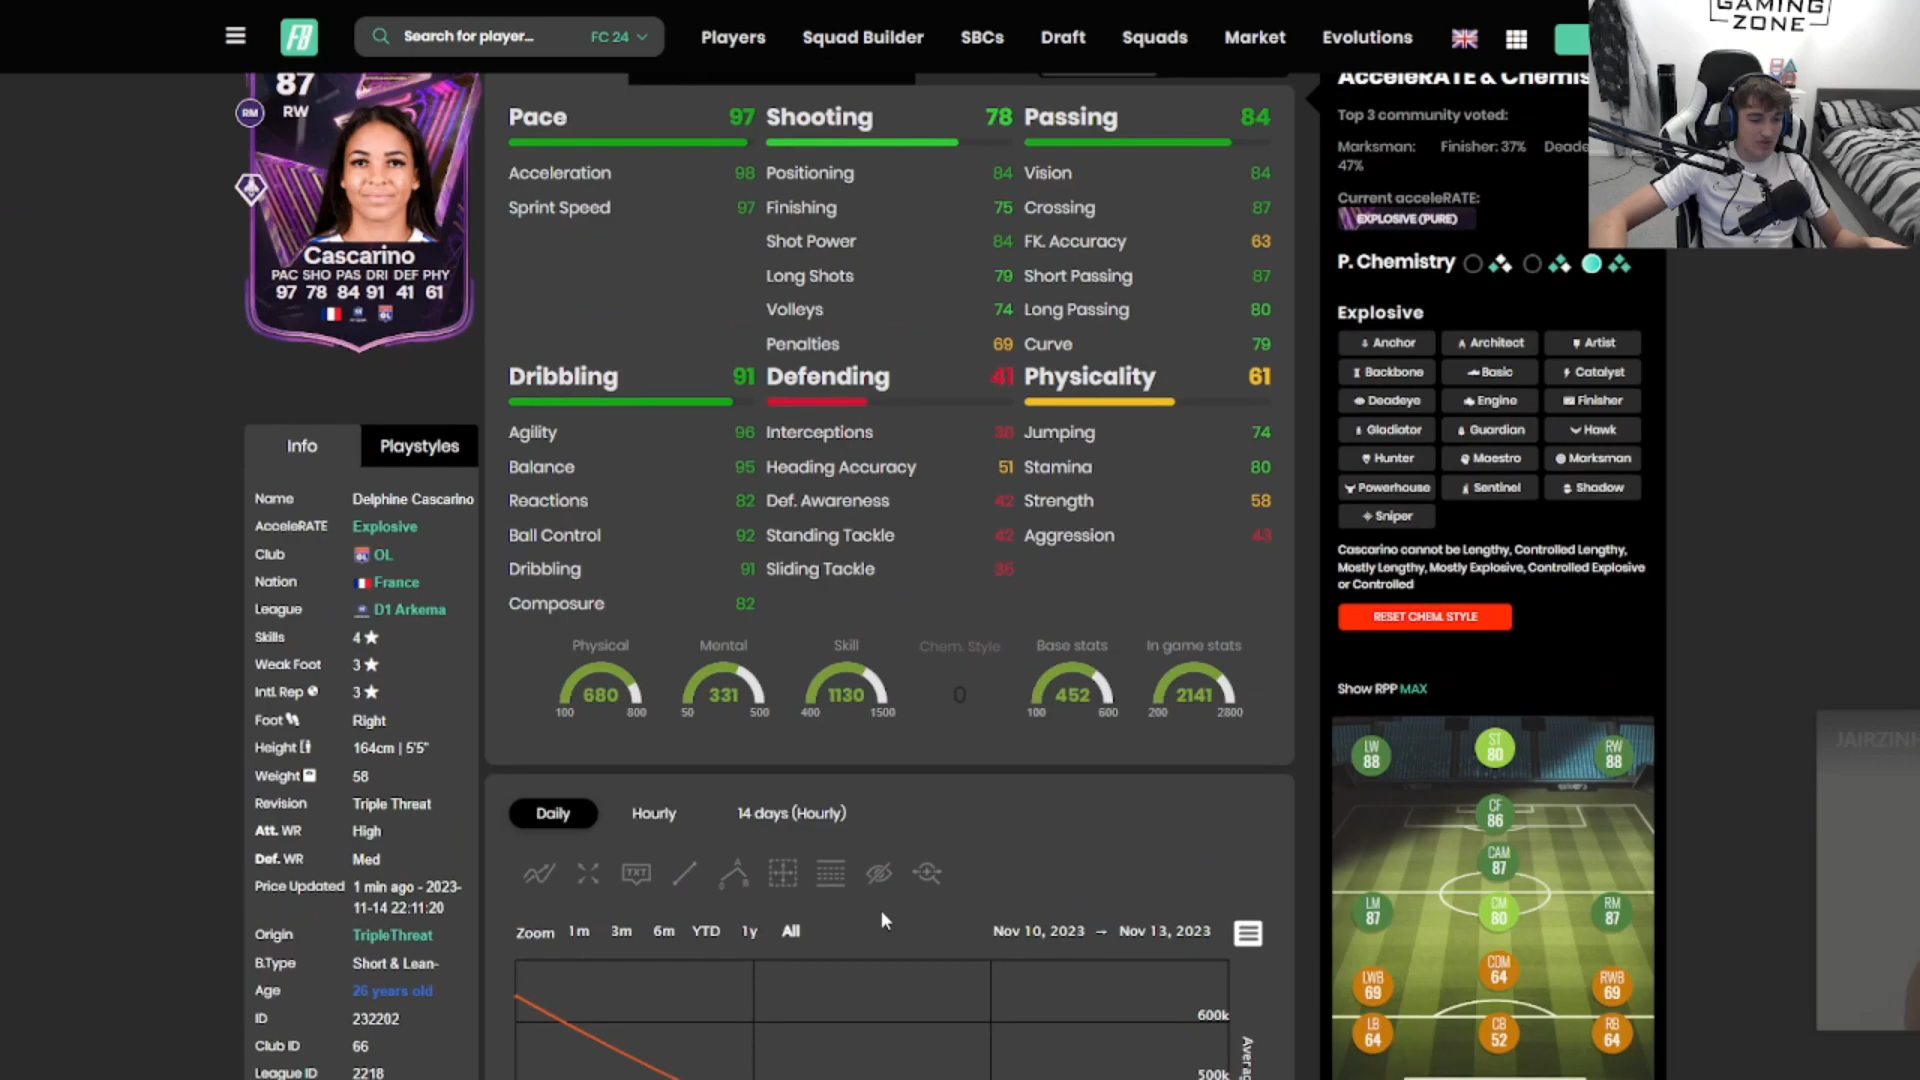 FB
Search for player...
FC 24
Players
Squad Builder
SBCs
Draft
Squads
Market
Evolutions
GAMING
ZONE
87
RW
RM
Cascarino
PAC SHO PAS DRI DEF PHY
97 78 84 91 41 61
Info
Playstyles
Name Delphine Cascarino
AcceleRATE Explosive
Club OL
Nation France
League D1 Arkema
Skills 4
Weak Foot 3
Intl. Rep 3
Foot Right
Height 164cm | 5'5"
Weight 58
Revision Triple Threat
Att. WR High
Def. WR Med
Price Updated 1 min ago - 2023-
11-14 22:11:20
Origin TripleThreat
B.Type Short & Lean-
Age 26 years old
ID 232202
Club ID 66
League ID 2218
Pace 97
Acceleration 98
Sprint Speed 97
Shooting 78
Positioning 84
Finishing 75
Shot Power 84
Long Shots 79
Volleys 74
Penalties 69
Passing 84
Vision 84
Crossing 87
FK. Accuracy 63
Short Passing 87
Long Passing 80
Curve 79
Dribbling 91
Agility 96
Balance 95
Reactions 82
Ball Control 92
Dribbling 91
Composure 82
Defending 41
Interceptions 38
Heading Accuracy 51
Def. Awareness 42
Standing Tackle 42
Sliding Tackle 35
Physicality 61
Jumping 74
Stamina 80
Strength 58
Aggression 43
Physical 680 100 800
Mental 331 50 500
Skill 1130 400 1500
Chem. Style 0
Base stats 452 100 600
In game stats 2141 200 2800
Daily
Hourly
14 days (Hourly)
TXT
Zoom 1m 3m 6m YTD 1y All
Nov 10, 2023 → Nov 13, 2023
600k
500k
AcceleRATE & Chemis
Top 3 community voted:
Marksman: Finisher: 37% Deade
47%
Current acceleRATE:
EXPLOSIVE (PURE)
P. Chemistry
Explosive
Anchor Architect Artist
Backbone Basic Catalyst
Deadeye Engine Finisher
Gladiator Guardian Hawk
Hunter Maestro Marksman
Powerhouse Sentinel Shadow
Sniper
Cascarino cannot be Lengthy, Controlled Lengthy,
Mostly Lengthy, Mostly Explosive, Controlled Explosive
or Controlled
RESET CHEM. STYLE
Show RPP MAX
LW 88
ST 80
RW 88
CF 86
CAM 87
LM 87
CM 80
RM 87
CDM 64
LWB 69
RWB 69
LB 64
CB 52
RB 64
JAIRZINH